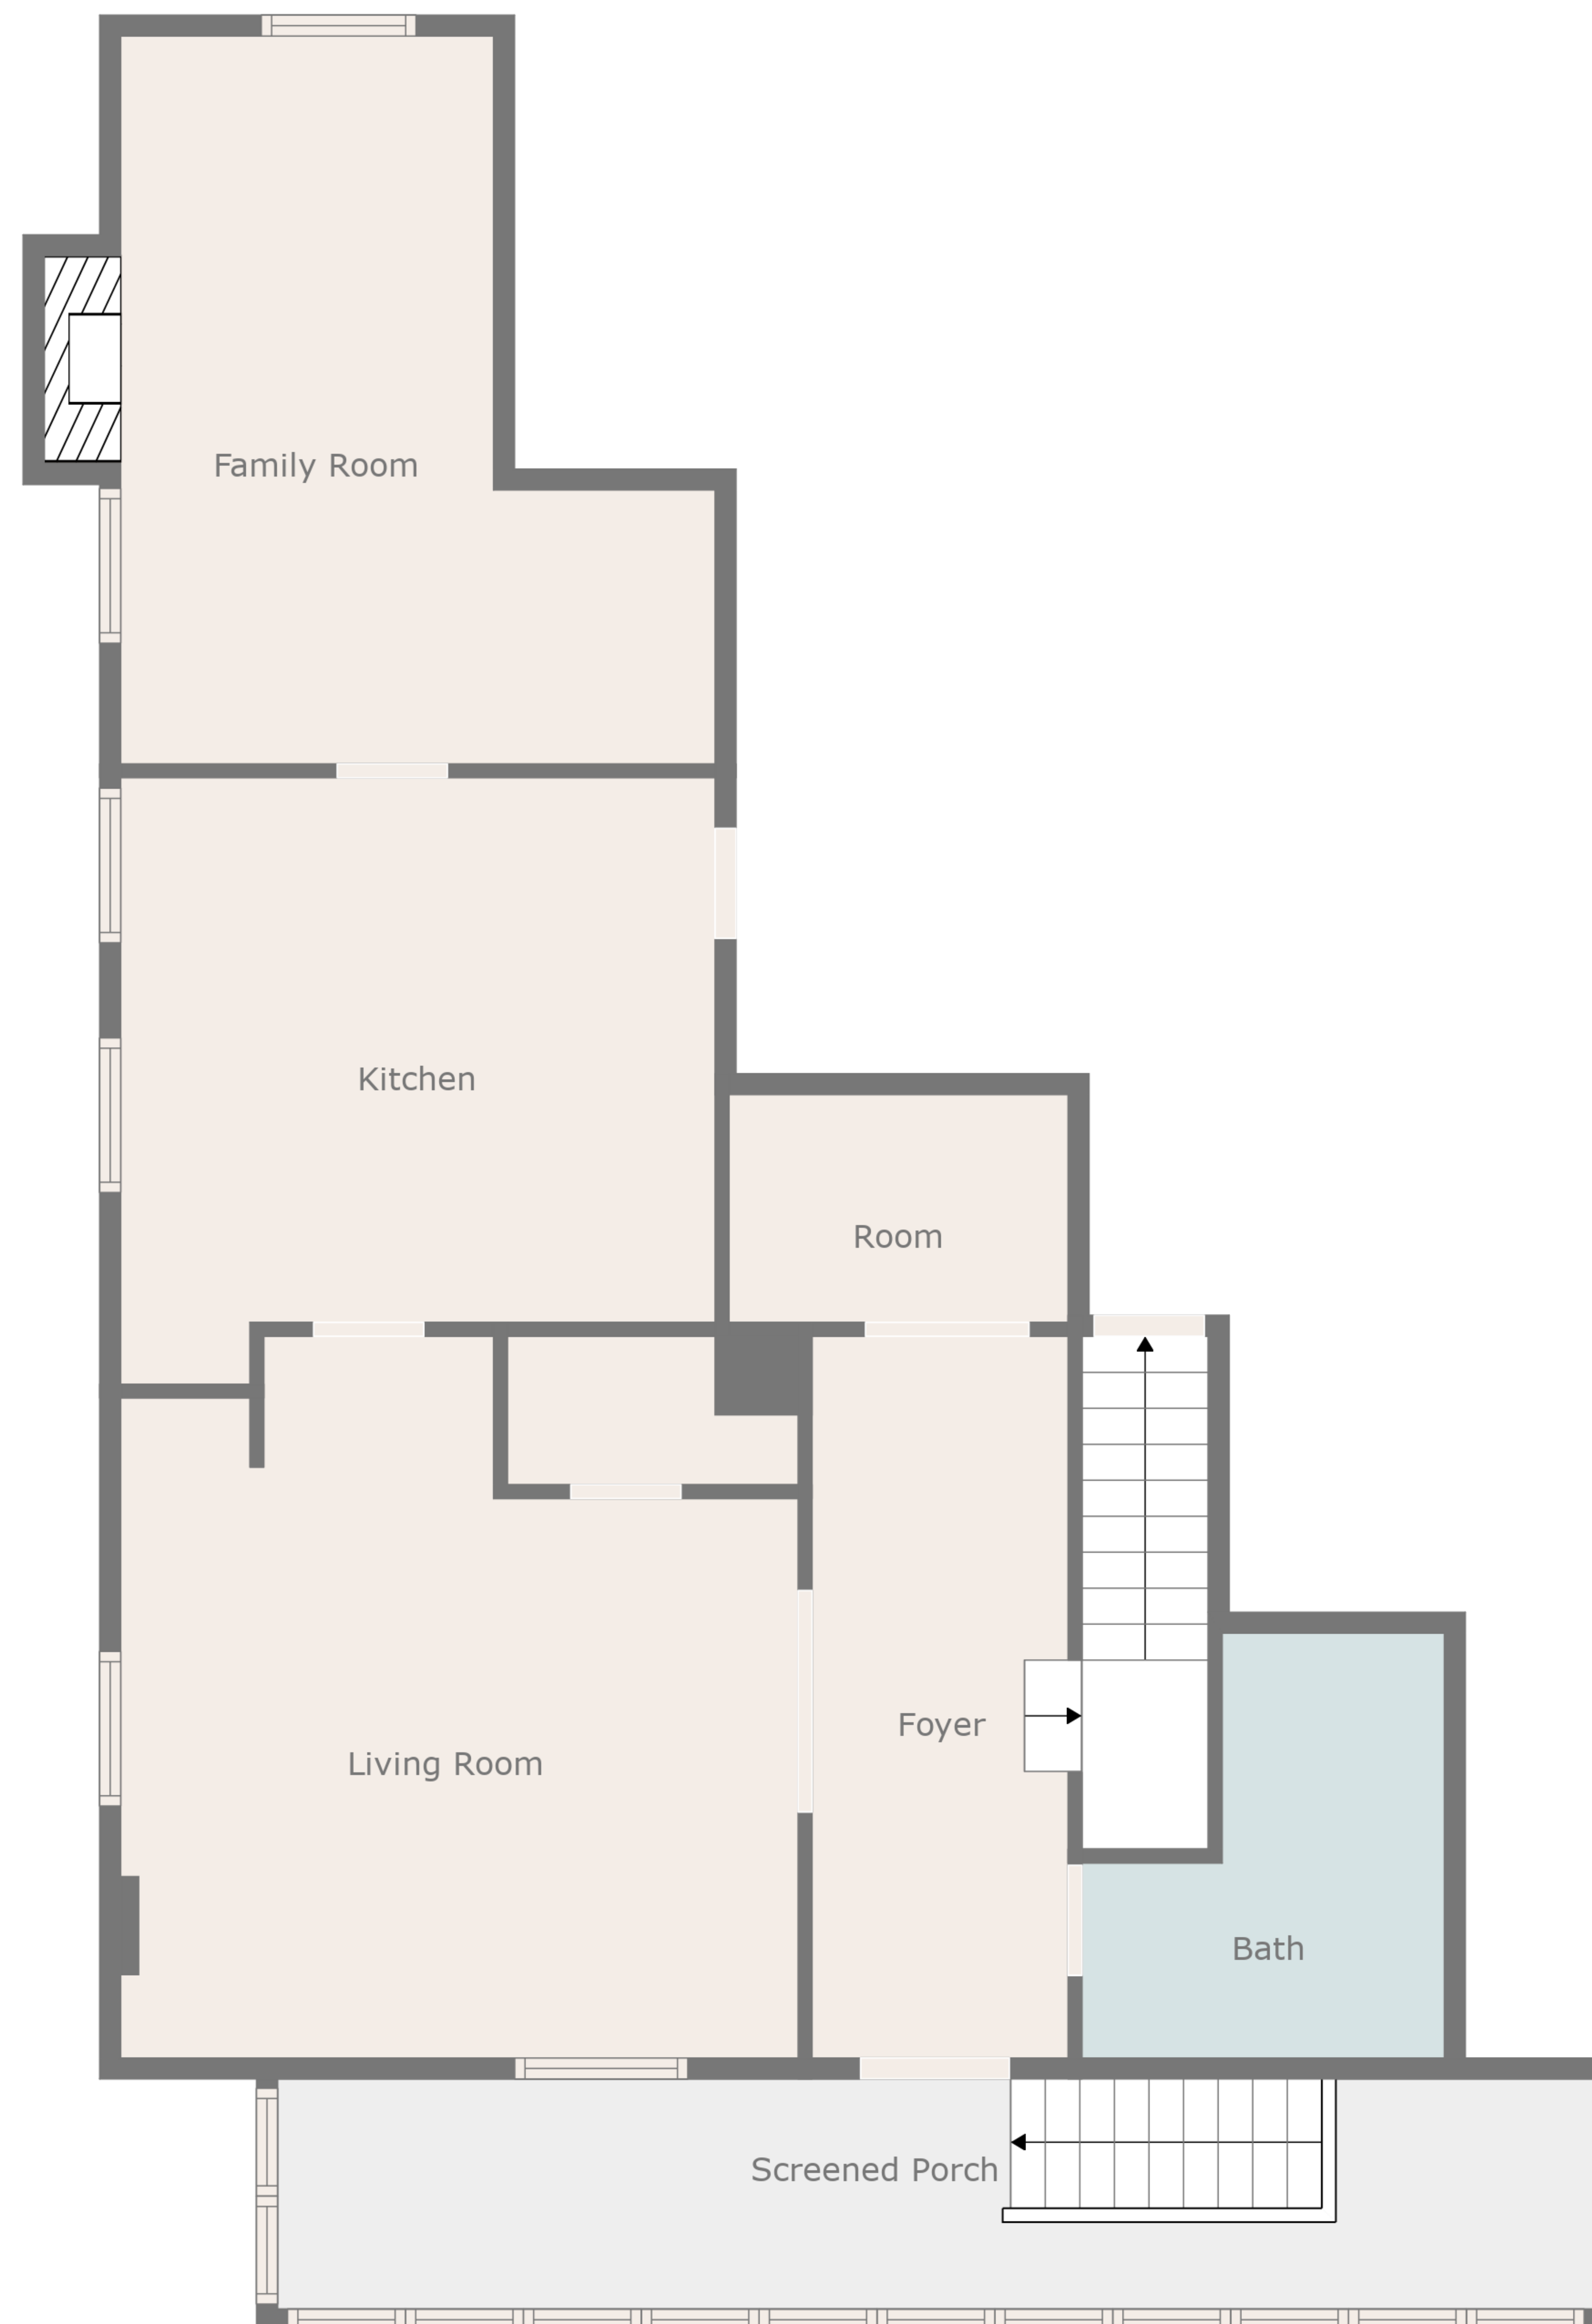 Family Room
Kitchen
Room
Foyer
Living Room
Bath
Screened Porch